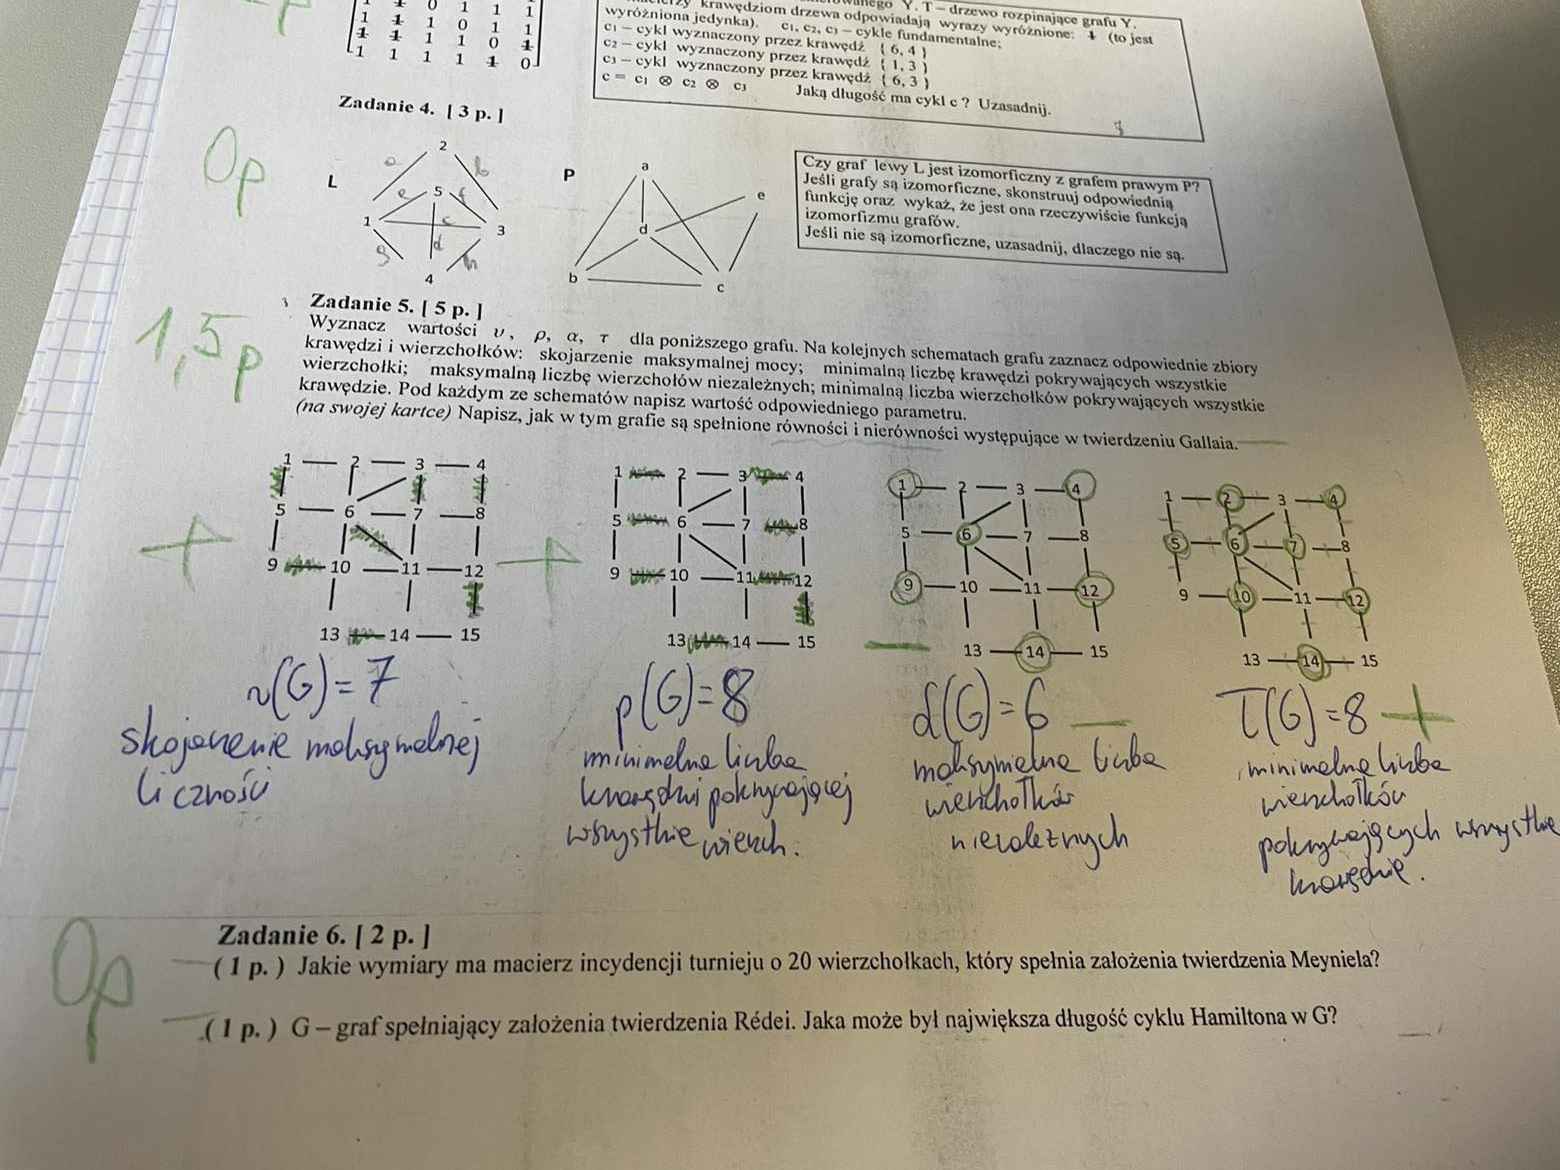 0 1 1 1
1 1 1 0 1 1
1 1 1 1 0 1
1 1 1 1 1 0
Y. T – drzewo rozpinające grafu Y.
krawędziom drzewa odpowiadają wyrazy wyróżnione: 1 (to jest
wyróżniona jedynka). c₁, c₂, c₃ – cykle fundamentalne;
c₁ – cykl wyznaczony przez krawędź { 6, 4 }
c₂ – cykl wyznaczony przez krawędź { 1, 3 }
c₃ – cykl wyznaczony przez krawędź { 6, 3 }
c = c₁ ⊗ c₂ ⊗ c₃ Jaką długość ma cykl c ? Uzasadnij.
Zadanie 4. [ 3 p. ]
0p
L
2
a b
e 5 f
1 c 3
g d h
4
P
a
e
d
b
c
Czy graf lewy L jest izomorficzny z grafem prawym P?
Jeśli grafy są izomorficzne, skonstruuj odpowiednią
funkcję oraz wykaż, że jest ona rzeczywiście funkcją
izomorfizmu grafów.
Jeśli nie są izomorficzne, uzasadnij, dlaczego nie są.
Zadanie 5. [ 5 p. ]
1,5p
Wyznacz wartości υ, ρ, α, τ dla poniższego grafu. Na kolejnych schematach grafu zaznacz odpowiednie zbiory
krawędzi i wierzchołków: skojarzenie maksymalnej mocy; minimalną liczbę krawędzi pokrywających wszystkie
wierzchołki; maksymalną liczbę wierzchołów niezależnych; minimalną liczba wierzchołków pokrywających wszystkie
krawędzie. Pod każdym ze schematów napisz wartość odpowiedniego parametru.
(na swojej kartce) Napisz, jak w tym grafie są spełnione równości i nierówności występujące w twierdzeniu Gallaia.
1 2 3 4
5 6 7 8
9 10 11 12
13 14 15
+
ν(G)=7
skojarzenie maksymalnej
liczności
1 2 3 4
5 6 7 8
9 10 11 12
13 14 15
+
ρ(G)=8
minimalna liczba
krawędzi pokrywającej
wszystkie wierzch.
1 2 3 4
5 6 7 8
9 10 11 12
13 14 15
—
α(G)=6 —
maksymalna liczba
wierzchołków
niezależnych
1 2 3 4
5 6 7 8
9 10 11 12
13 14 15
τ(G)=8 +
minimalna liczba
wierzchołków
pokrywających wszystkie
krawędzie.
0p
Zadanie 6. [ 2 p. ]
( 1 p. ) Jakie wymiary ma macierz incydencji turnieju o 20 wierzchołkach, który spełnia założenia twierdzenia Meyniela?
( 1 p. ) G – graf spełniający założenia twierdzenia Rédei. Jaka może był największa długość cyklu Hamiltona w G?